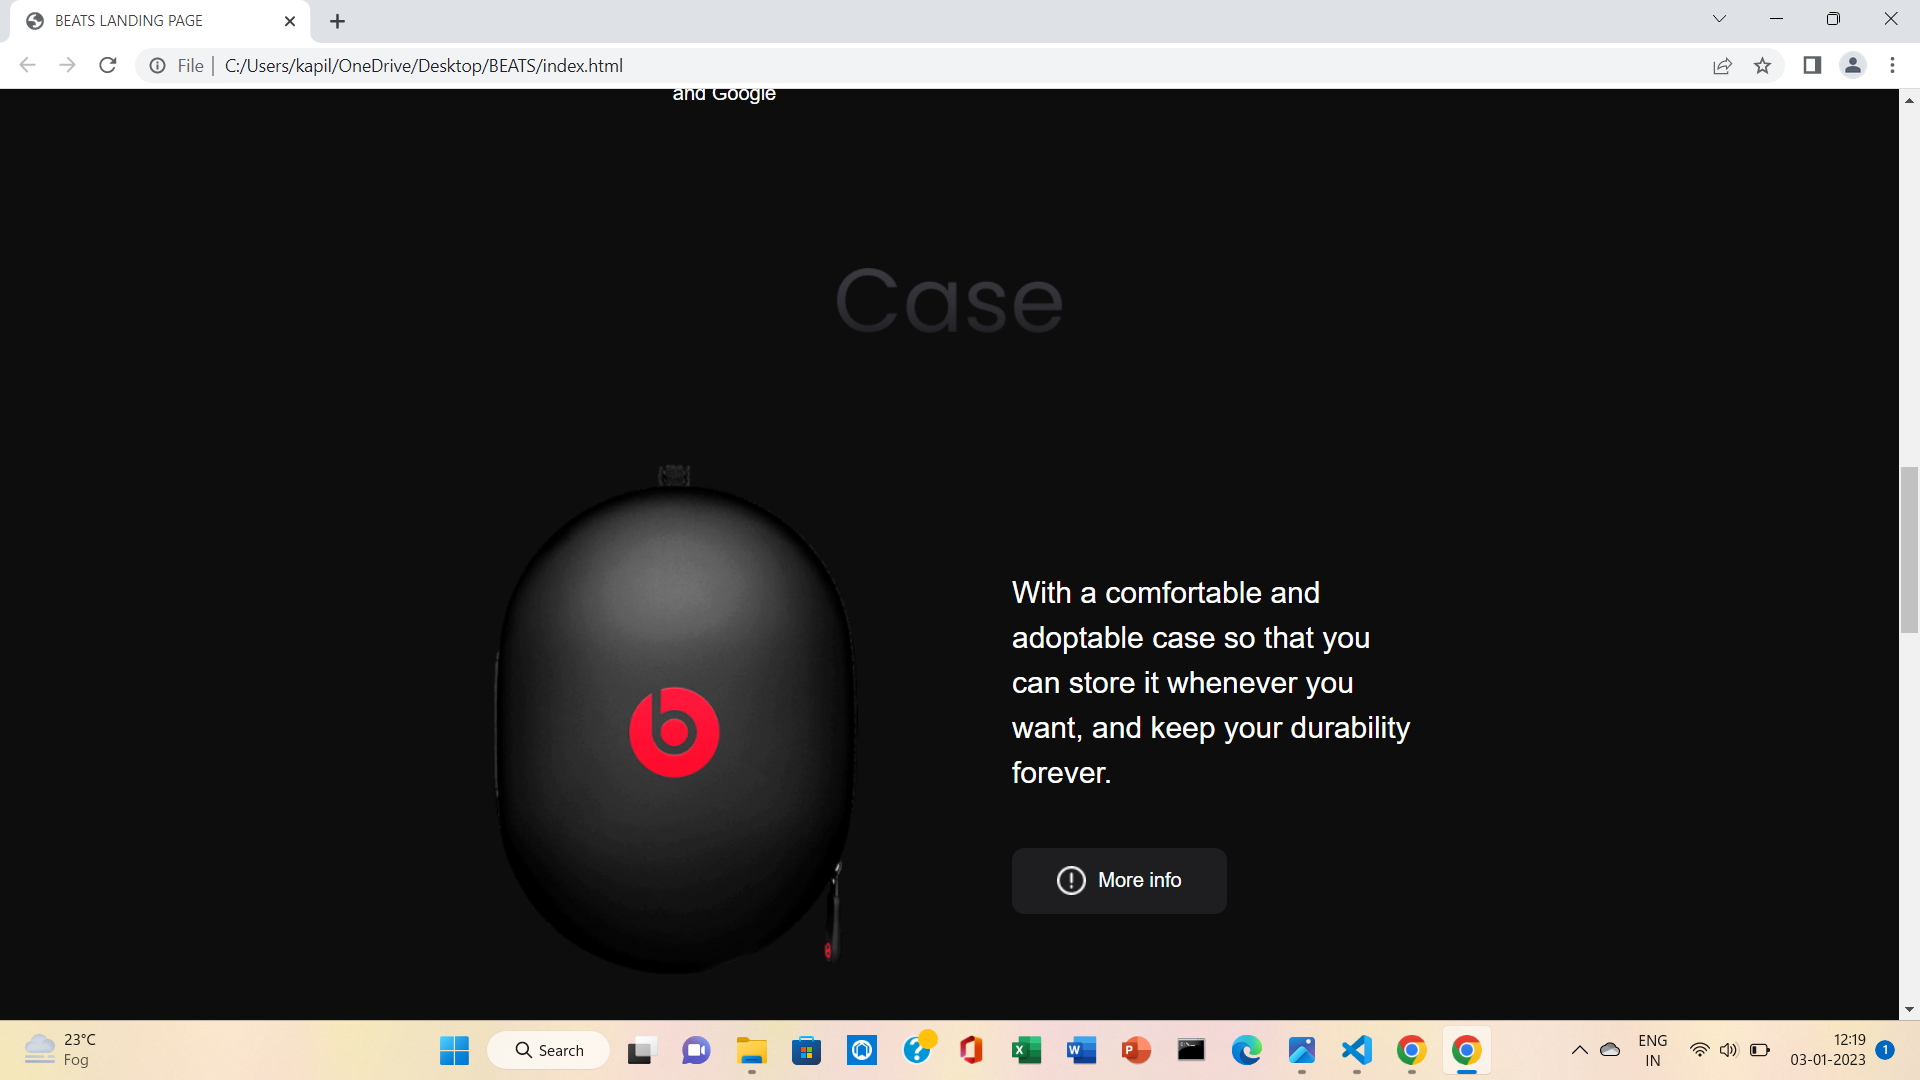 BEATS LANDING PAGE
File | C:/Users/kapil/OneDrive/Desktop/BEATS/index.html
and Google
Case
With a comfortable and
adoptable case so that you
can store it whenever you
want, and keep your durability
forever.
More info
23°C
Fog
Search
ENG
IN
12:19
03-01-2023
1